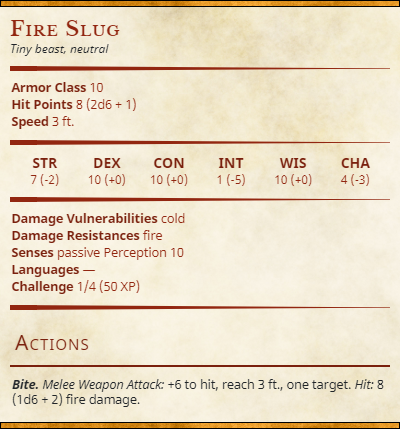 Fire Slug
Tiny beast, neutral
Armor Class 10
Hit Points 8 (2d6 + 1)
Speed 3 ft.
STR DEX CON INT WIS CHA
7 (-2) 10 (+0) 10 (+0) 1 (-5) 10 (+0) 4 (-3)
Damage Vulnerabilities cold
Damage Resistances fire
Senses passive Perception 10
Languages —
Challenge 1/4 (50 XP)
Actions
Bite. Melee Weapon Attack: +6 to hit, reach 3 ft., one target. Hit: 8
(1d6 + 2) fire damage.